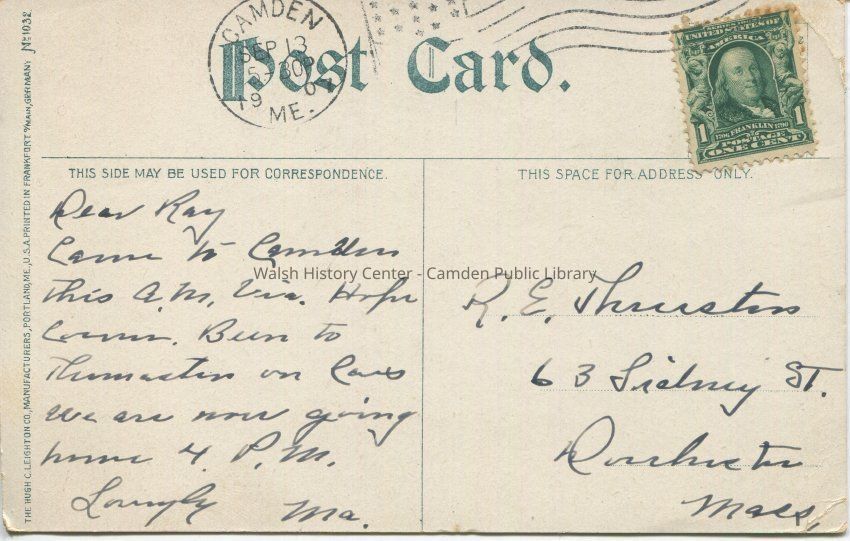 CAMDEN
SEP 13
5-30P
19 07
ME.
Post Card.
UNITED STATES OF
AMERICA
1 1706 FRANKLIN 1790 1
POSTAGE
ONE CENT
THIS SIDE MAY BE USED FOR CORRESPONDENCE.
Dear Ray
Came to Camden
this A.M. Via. Hope
Corner. Been to
Thomaston on Cars
We are now going
home 4 P.M.
Lovingly Ma.
THIS SPACE FOR ADDRESS ONLY.
R. E. Thurston
63 Sidney St.
Dorchester
Mass,
Walsh History Center - Camden Public Library
THE HUGH C. LEIGHTON CO., MANUFACTURERS, PORTLAND, ME., U.S.A. PRINTED IN FRANKFORT o/MAIN, GERMANY No 1032